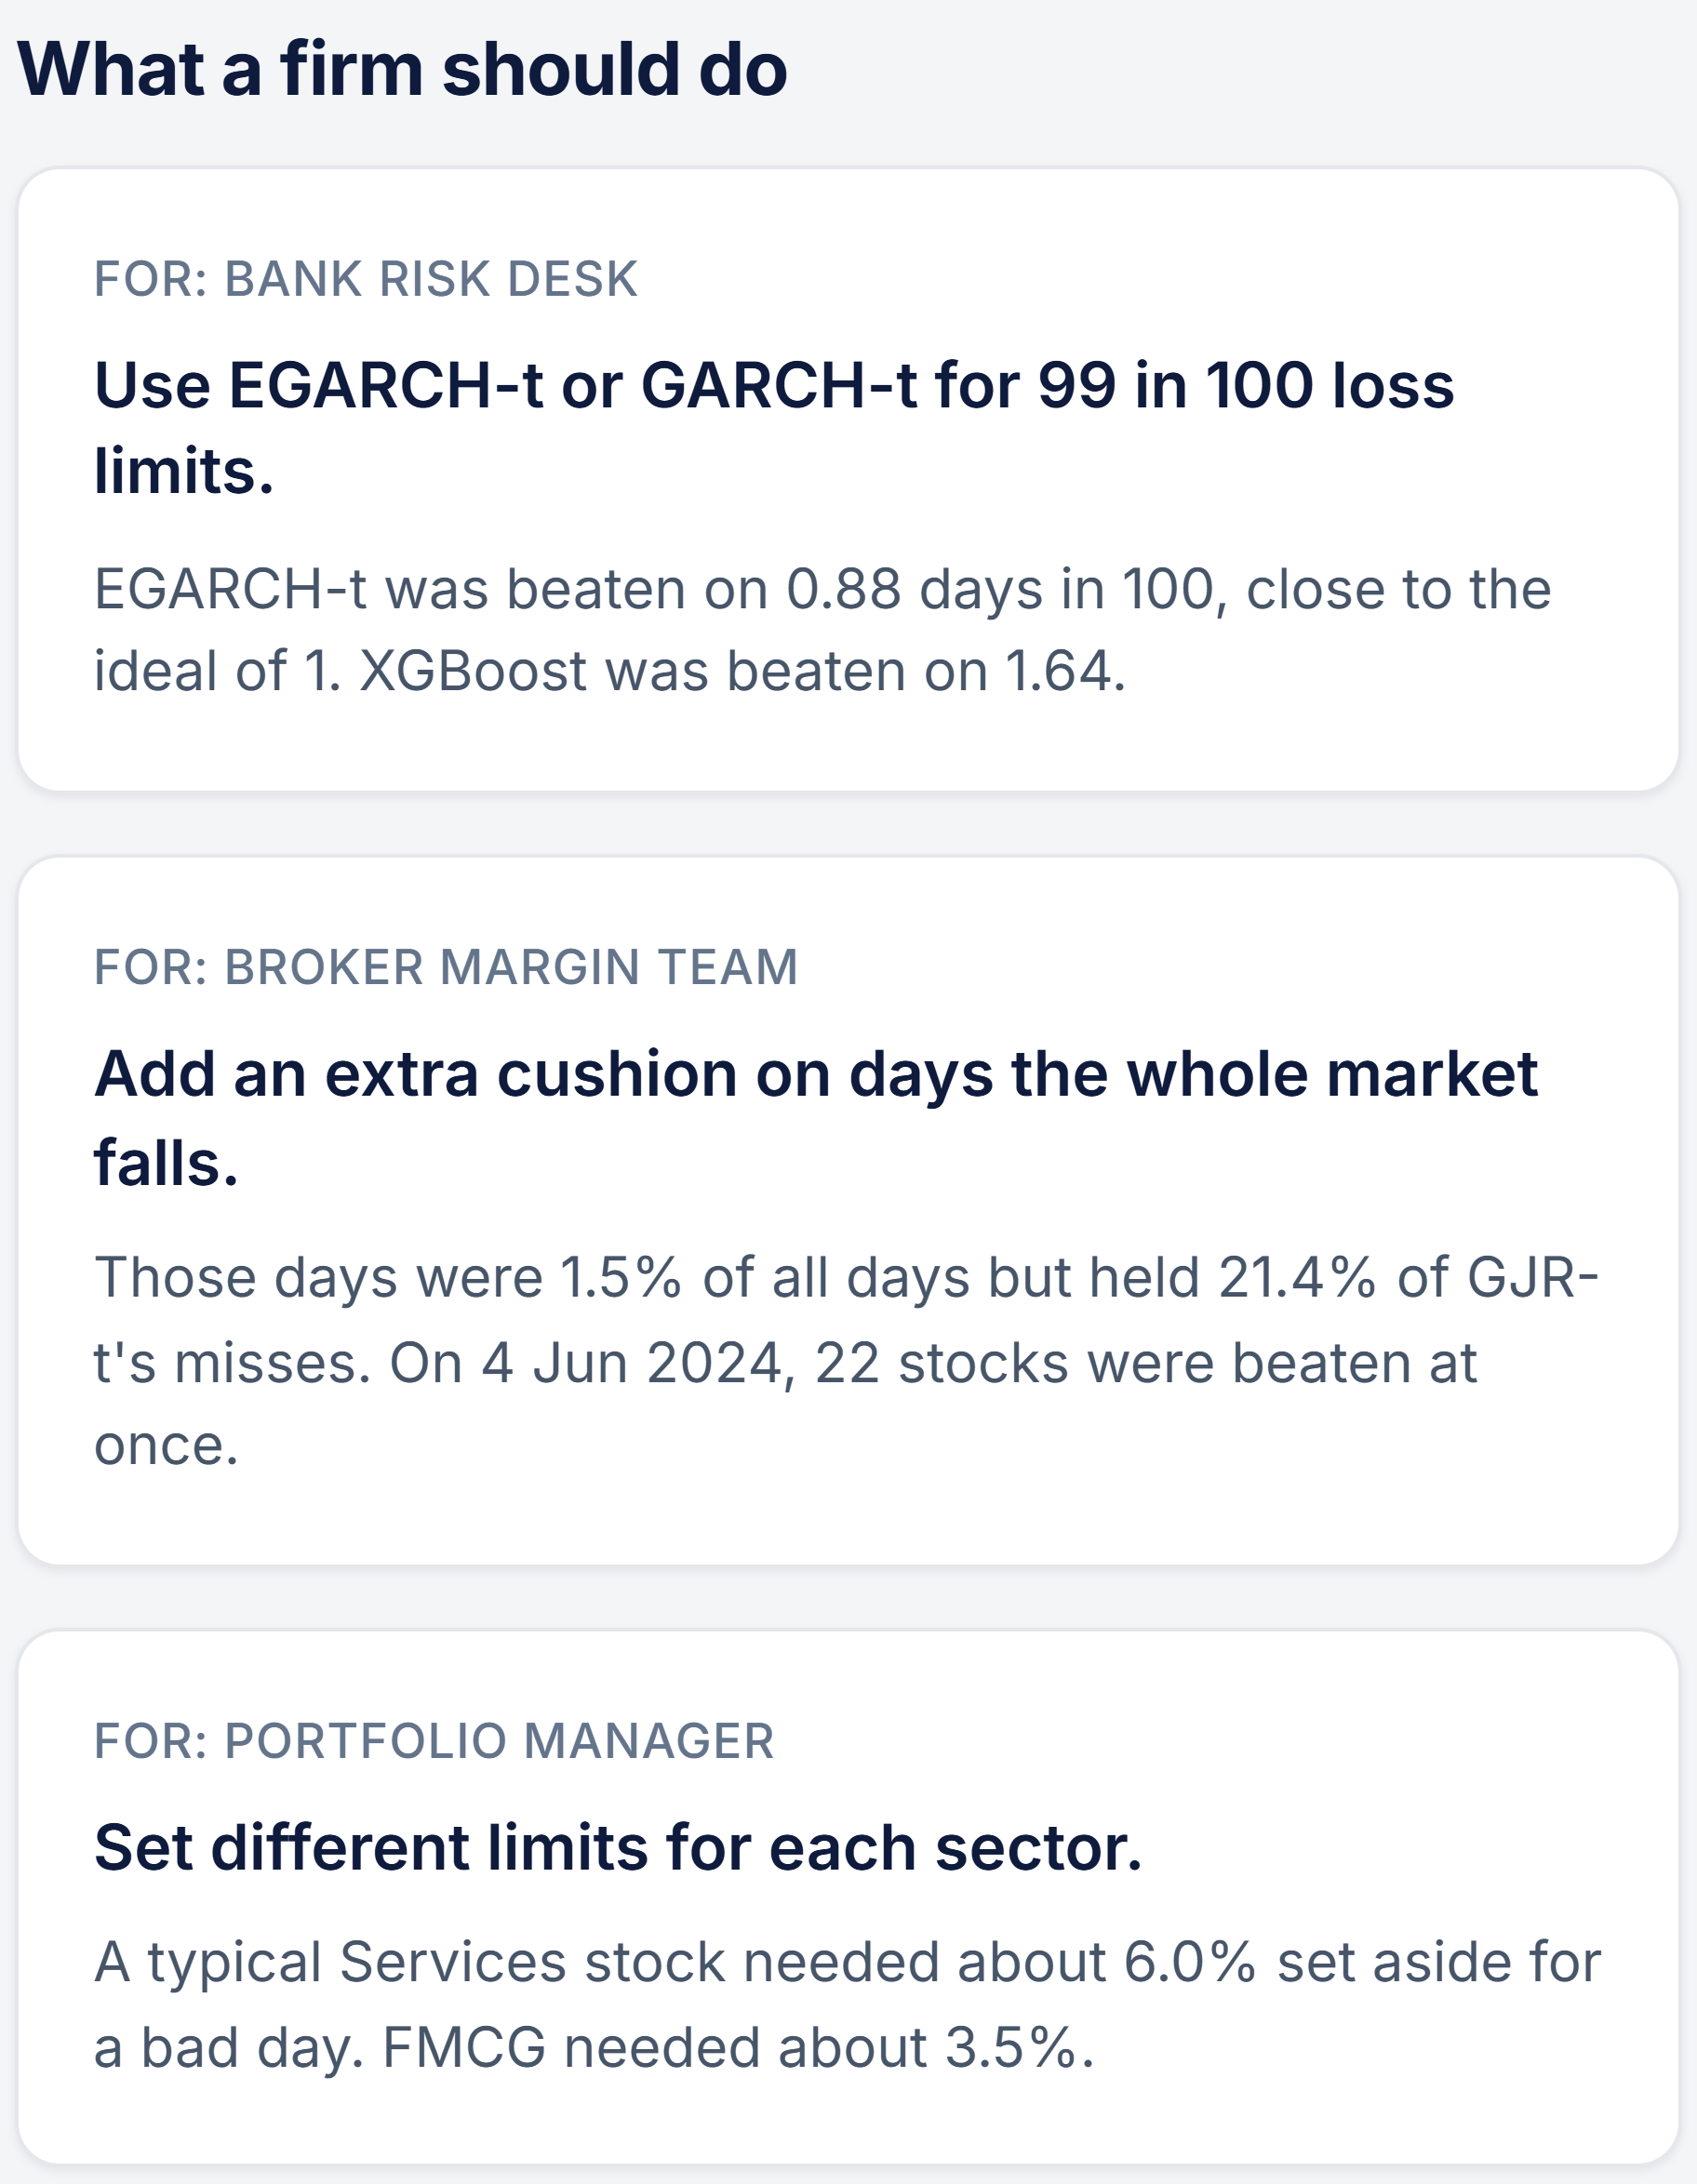 What a firm should do
FOR: BANK RISK DESK
Use EGARCH-t or GARCH-t for 99 in 100 loss
limits.
EGARCH-t was beaten on 0.88 days in 100, close to the
ideal of 1. XGBoost was beaten on 1.64.
FOR: BROKER MARGIN TEAM
Add an extra cushion on days the whole market
falls.
Those days were 1.5% of all days but held 21.4% of GJR-
t's misses. On 4 Jun 2024, 22 stocks were beaten at
once.
FOR: PORTFOLIO MANAGER
Set different limits for each sector.
A typical Services stock needed about 6.0% set aside for
a bad day. FMCG needed about 3.5%.